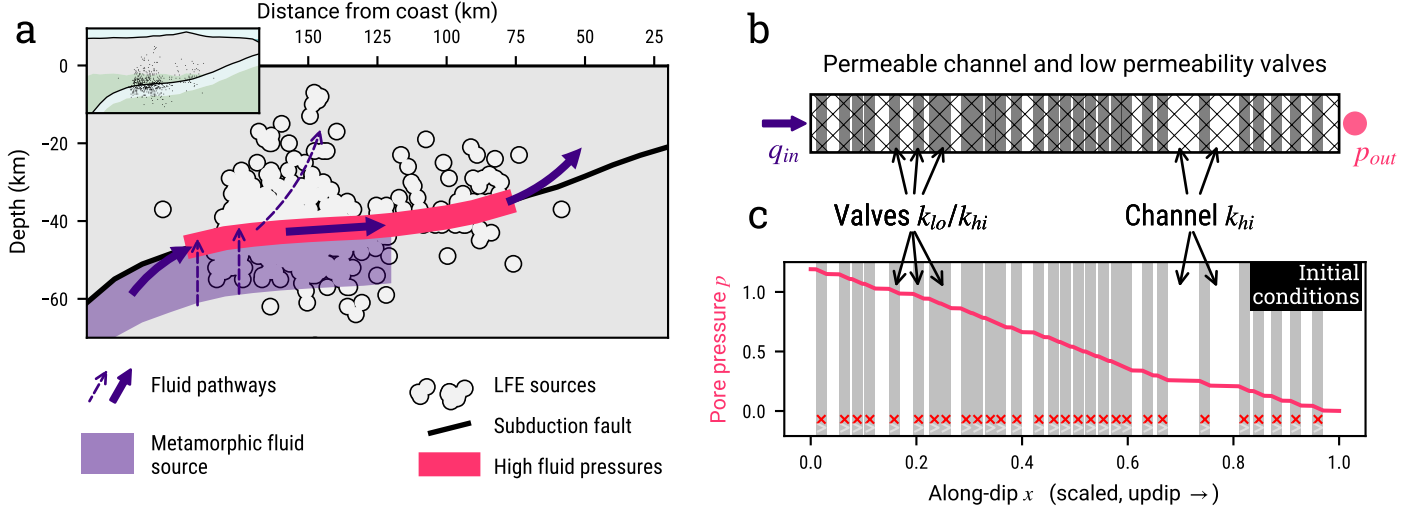 a
Distance from coast (km)
150 125 100 75 50 25
0
−20
−40
−60
Depth (km)
Fluid pathways
Metamorphic fluid
source
LFE sources
Subduction fault
High fluid pressures
b
Permeable channel and low permeability valves
q_in
p_out
Valves k_lo/k_hi
Channel k_hi
c
Initial
conditions
1.0
0.5
0.0
Pore pressure p
0.0 0.2 0.4 0.6 0.8 1.0
Along-dip x (scaled, updip →)